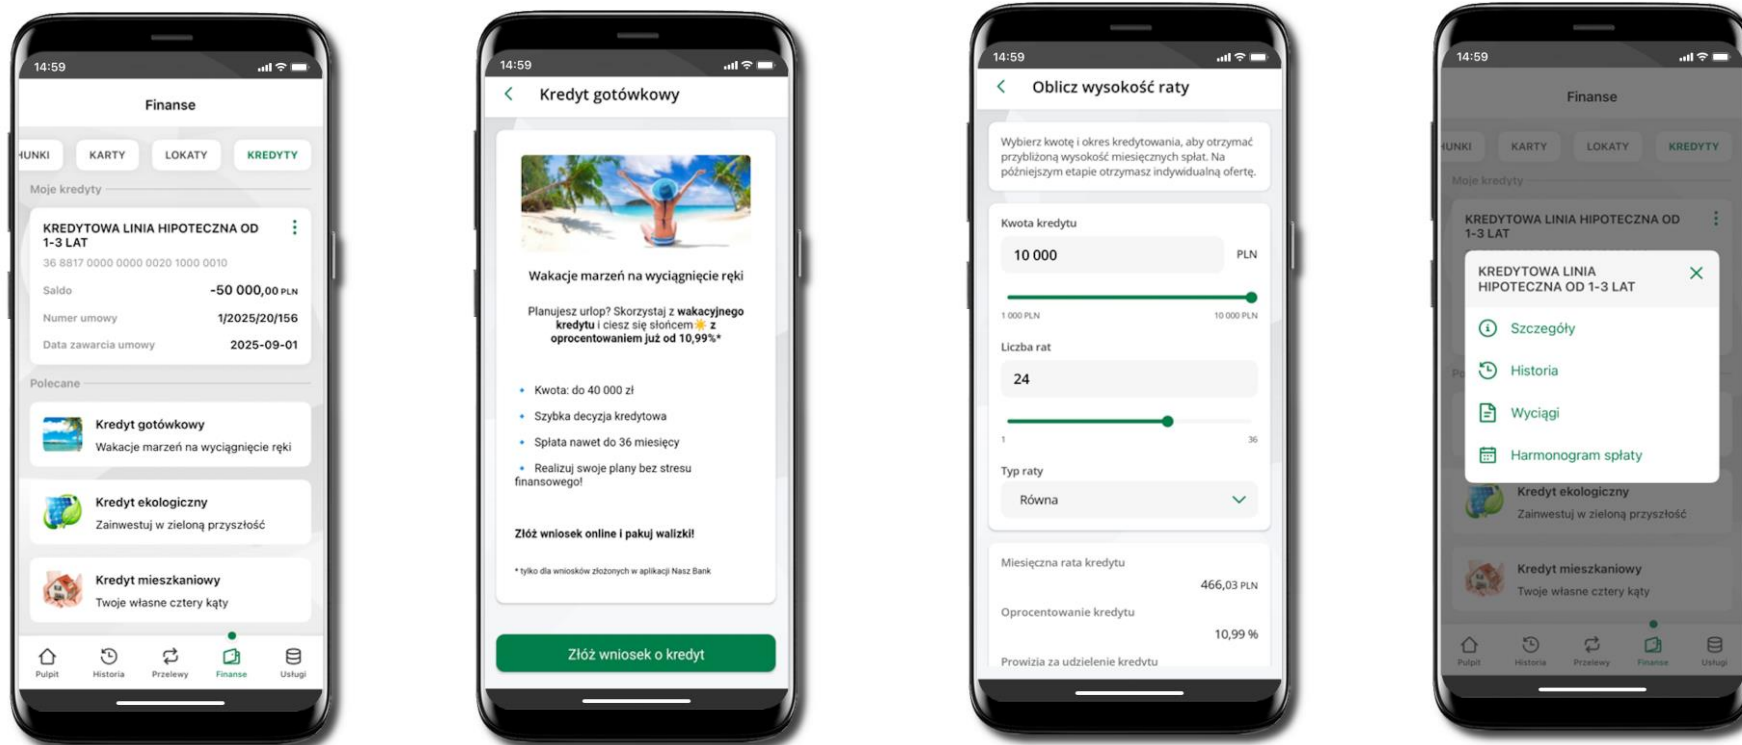 14:59
Finanse
HUNKI
KARTY
LOKATY
KREDYTY
Moje kredyty
KREDYTOWA LINIA HIPOTECZNA OD
1-3 LAT
36 8817 0000 0000 0020 1000 0010
Saldo -50 000,00 PLN
Numer umowy 1/2025/20/156
Data zawarcia umowy 2025-09-01
Polecane
Kredyt gotówkowy
Wakacje marzeń na wyciągnięcie ręki
Kredyt ekologiczny
Zainwestuj w zieloną przyszłość
Kredyt mieszkaniowy
Twoje własne cztery kąty
Pulpit Historia Przelewy Finanse Usługi
14:59
Kredyt gotówkowy
Wakacje marzeń na wyciągnięcie ręki
Planujesz urlop? Skorzystaj z wakacyjnego
kredytu i ciesz się słońcem☀️ z
oprocentowaniem już od 10,99%*
Kwota: do 40 000 zł
Szybka decyzja kredytowa
Spłata nawet do 36 miesięcy
Realizuj swoje plany bez stresu
finansowego!
Złóż wniosek online i pakuj walizki!
* tylko dla wniosków złożonych w aplikacji Nasz Bank
Złóż wniosek o kredyt
14:59
Oblicz wysokość raty
Wybierz kwotę i okres kredytowania, aby otrzymać
przybliżoną wysokość miesięcznych spłat. Na
późniejszym etapie otrzymasz indywidualną ofertę.
Kwota kredytu
10 000 PLN
1 000 PLN 10 000 PLN
Liczba rat
24
1 36
Typ raty
Równa
Miesięczna rata kredytu
466,03 PLN
Oprocentowanie kredytu
10,99 %
Prowizja za udzielenie kredytu
14:59
Finanse
HUNKI
KARTY
LOKATY
KREDYTY
Moje kredyty
KREDYTOWA LINIA HIPOTECZNA OD
1-3 LAT
KREDYTOWA LINIA
HIPOTECZNA OD 1-3 LAT
Szczegóły
Historia
Wyciągi
Harmonogram spłaty
Po
Kredyt ekologiczny
Zainwestuj w zieloną przyszłość
Kredyt mieszkaniowy
Twoje własne cztery kąty
Pulpit Historia Przelewy Finanse Usługi